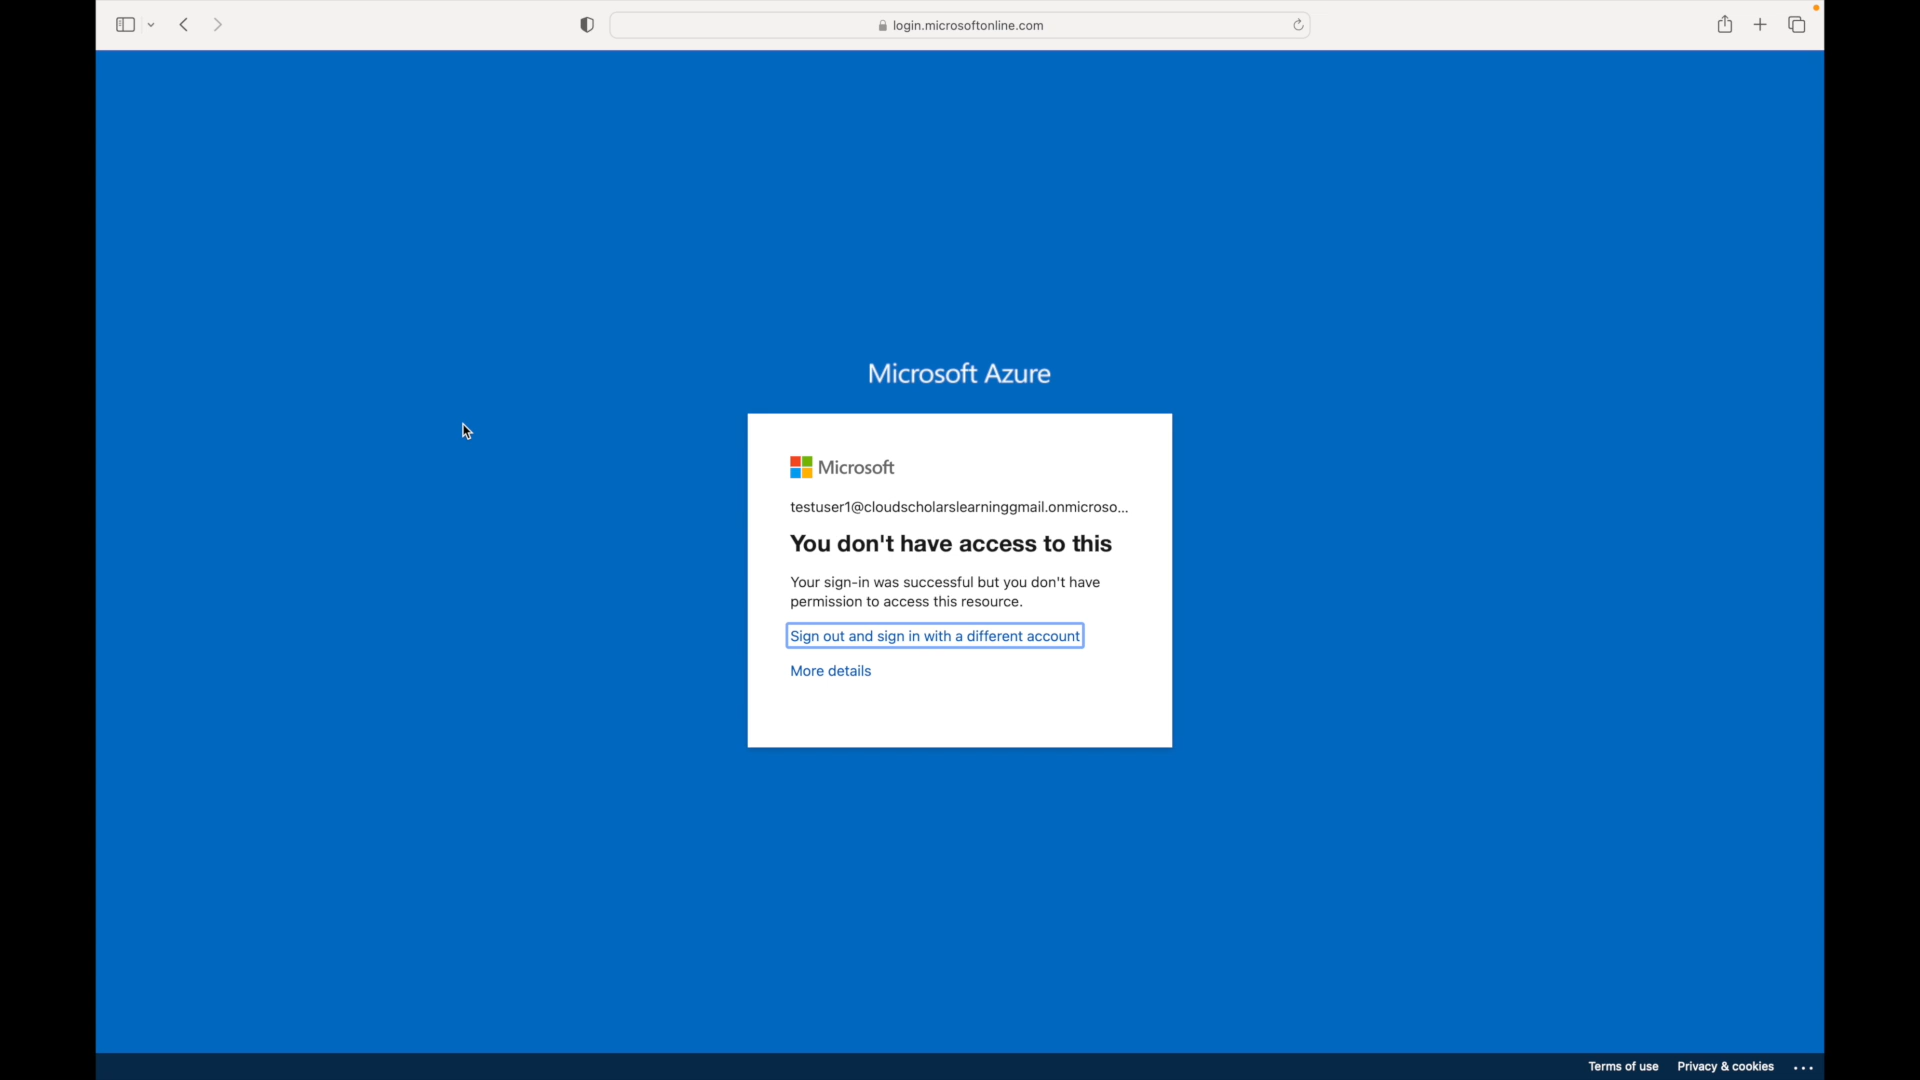 login.microsoftonline.com
Microsoft Azure
Microsoft
testuser1@cloudscholarslearninggmail.onmicroso...
You don't have access to this
Your sign-in was successful but you don't have
permission to access this resource.
Sign out and sign in with a different account
More details
Terms of use Privacy & cookies ...